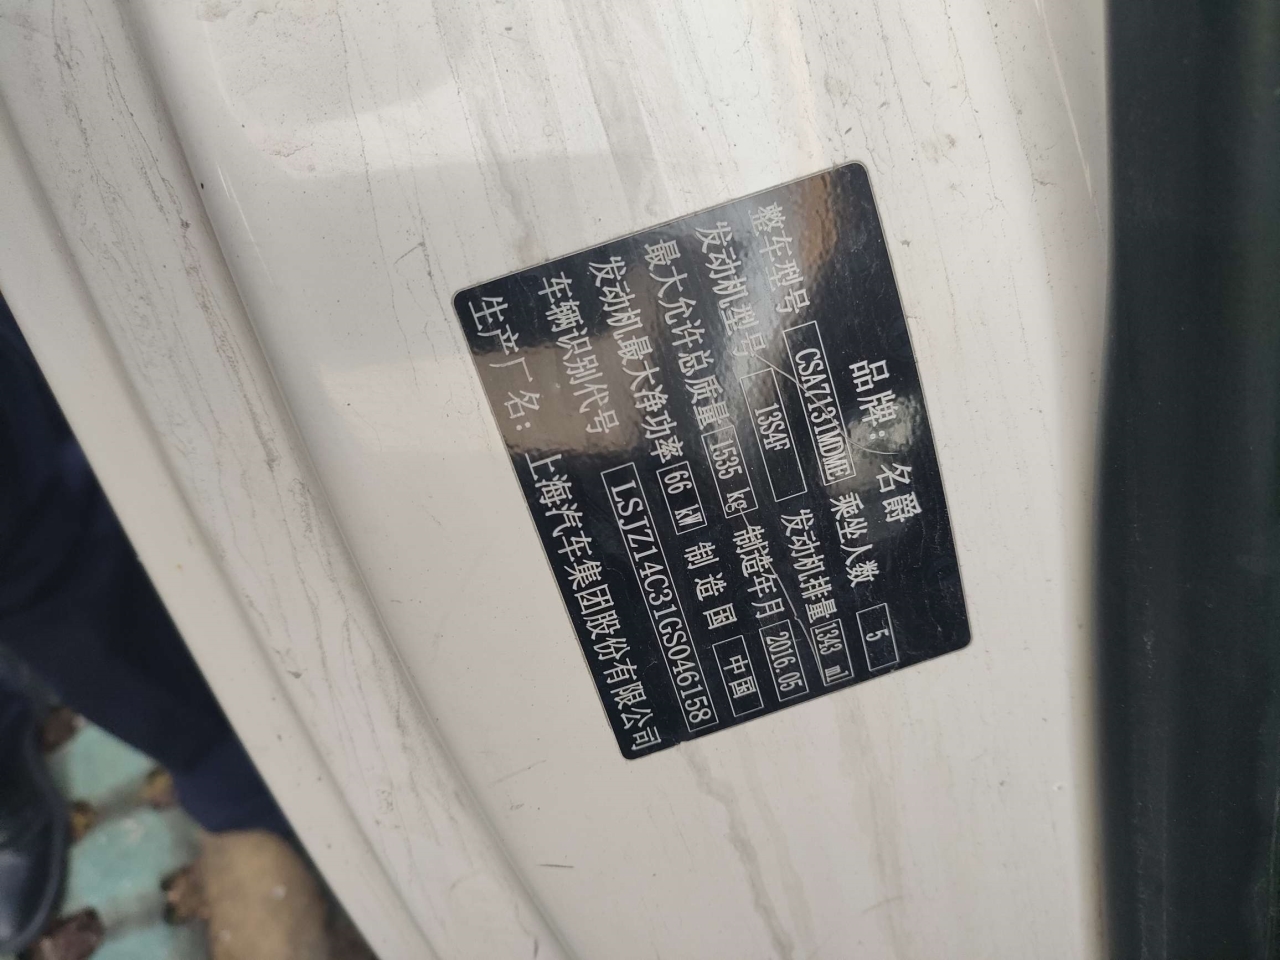 品牌：名爵
整车型号 CSA7131MDME 乘坐人数 5
发动机型号 13S4F 发动机排量 1343 ml
最大允许总质量 1535 kg 制造年月 2016.05
发动机最大净功率 66 kW 制造国 中国
车辆识别代号 LSJZ14C31GS046158
生产厂名：上海汽车集团股份有限公司